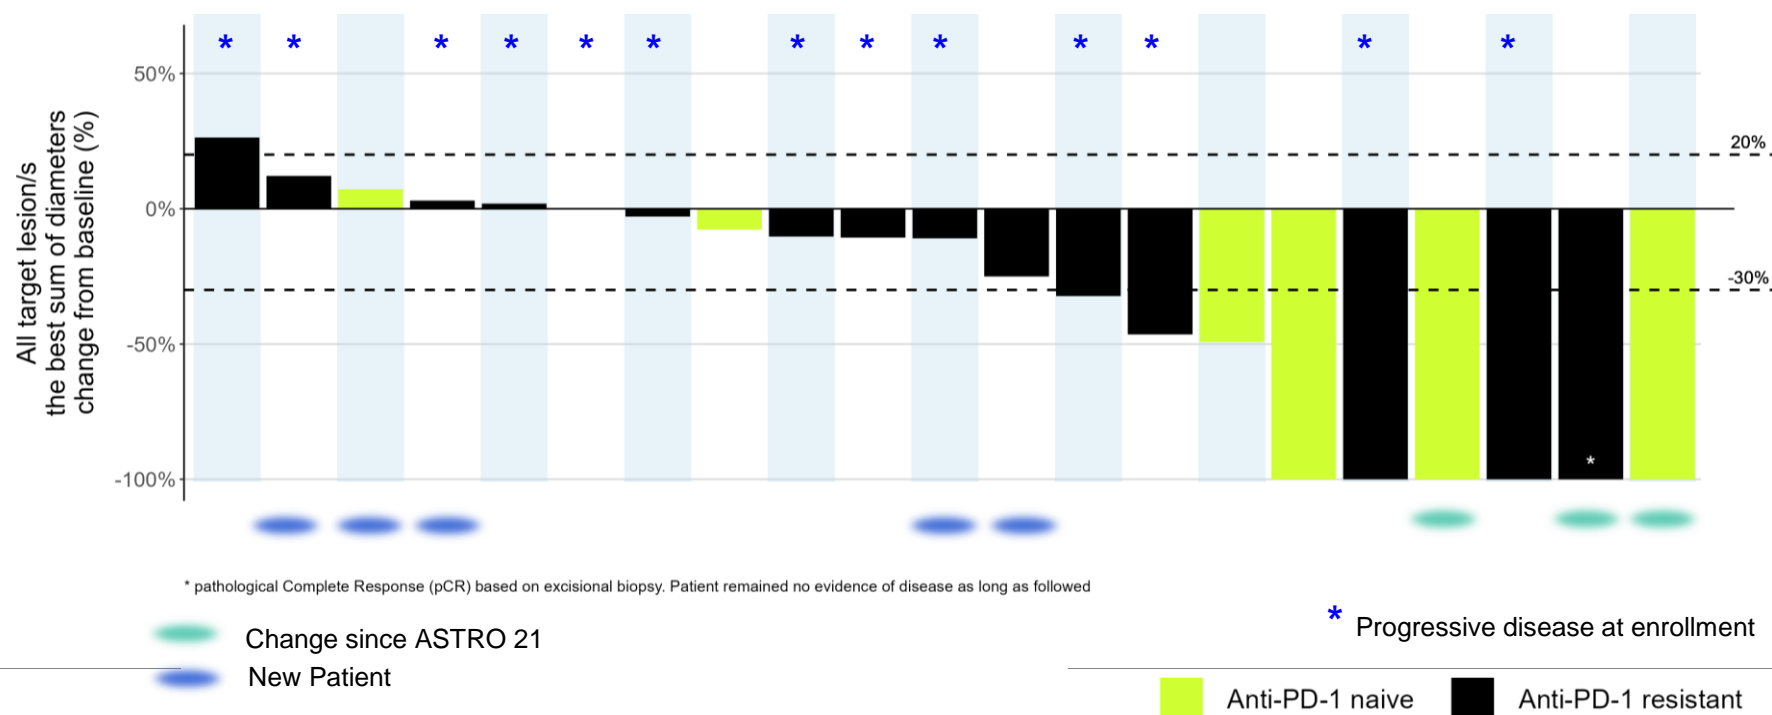 * * * * * * * * * * * * *
50%
20%
0%
-30%
-50%
-100%
All target lesion/s
the best sum of diameters
change from baseline (%)
*
* pathological Complete Response (pCR) based on excisional biopsy. Patient remained no evidence of disease as long as followed
Change since ASTRO 21
New Patient
* Progressive disease at enrollment
Anti-PD-1 naive
Anti-PD-1 resistant